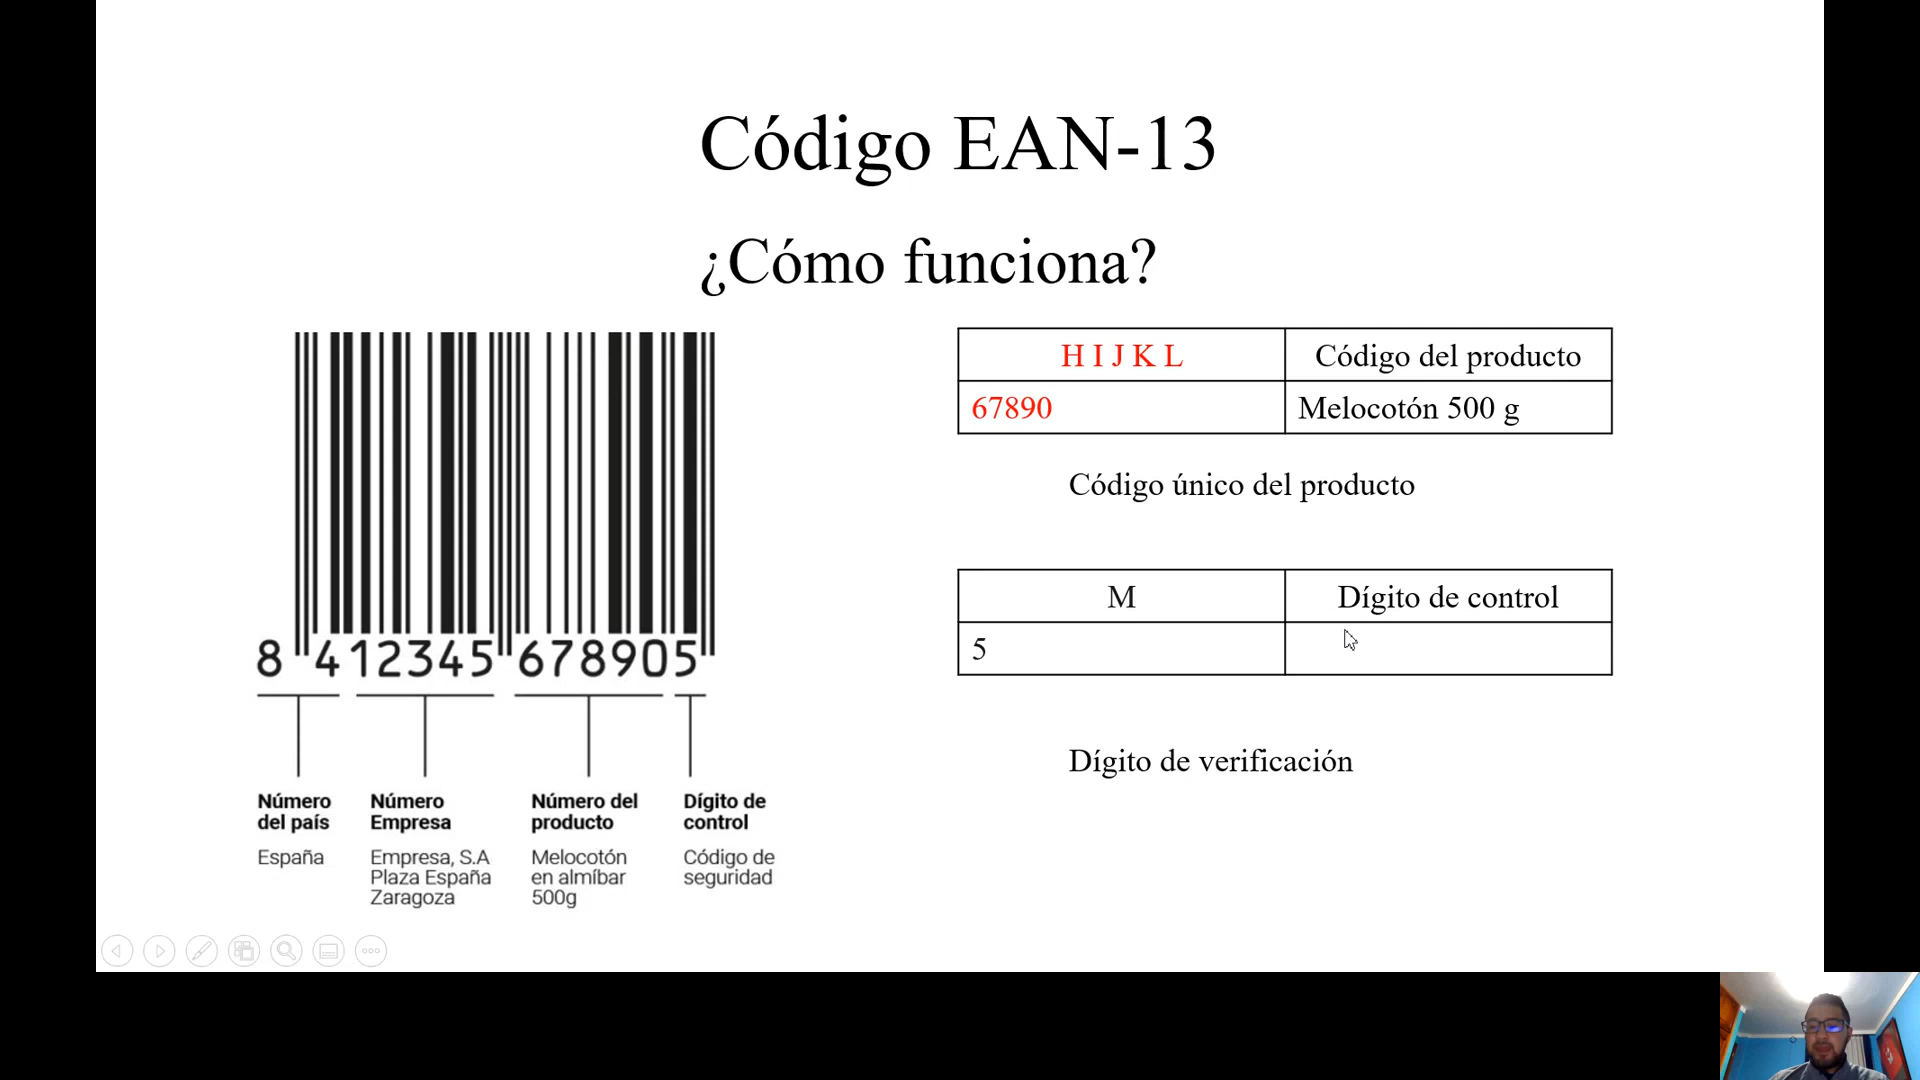 Código EAN-13
¿Cómo funciona?
8 412345 678905
Número del país
España
Número Empresa
Empresa, S.A
Plaza España
Zaragoza
Número del producto
Melocotón
en almíbar
500g
Dígito de control
Código de
seguridad
H I J K L Código del producto
67890 Melocotón 500 g
Código único del producto
M Dígito de control
5
Dígito de verificación